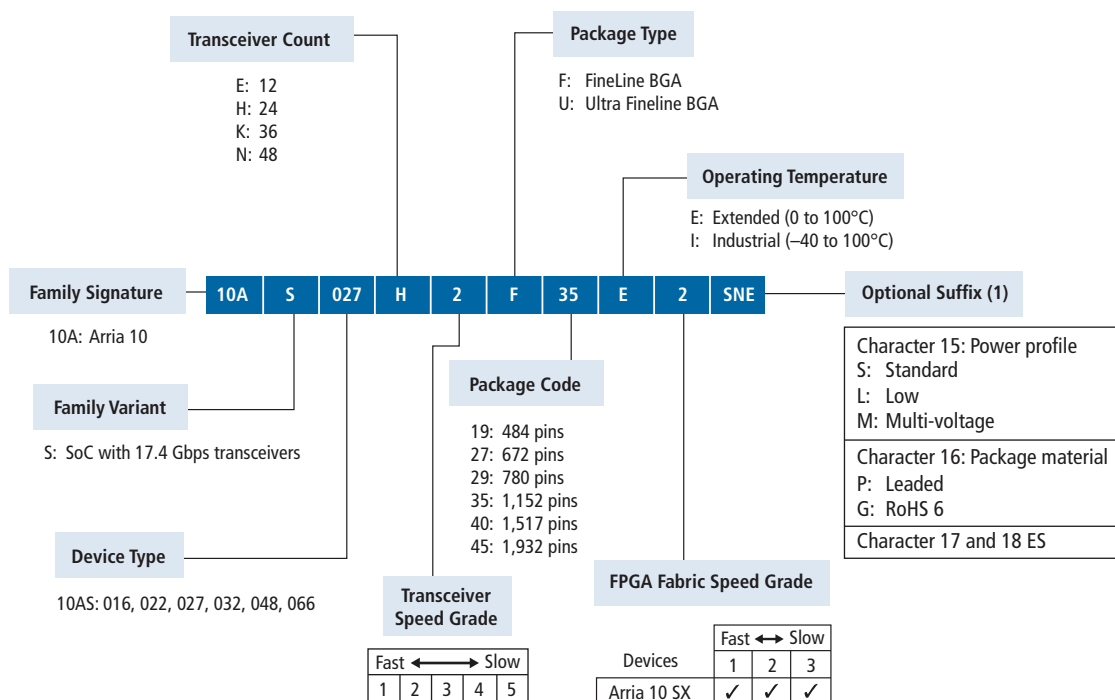 Transceiver Count
E: 12
H: 24
K: 36
N: 48
Package Type
F: FineLine BGA
U: Ultra Fineline BGA
Operating Temperature
E: Extended (0 to 100°C)
I: Industrial (–40 to 100°C)
Family Signature
10A S 027 H 2 F 35 E 2 SNE
Optional Suffix (1)
10A: Arria 10
Family Variant
S: SoC with 17.4 Gbps transceivers
Device Type
10AS: 016, 022, 027, 032, 048, 066
Package Code
19: 484 pins
27: 672 pins
29: 780 pins
35: 1,152 pins
40: 1,517 pins
45: 1,932 pins
Character 15: Power profile
S: Standard
L: Low
M: Multi-voltage
Character 16: Package material
P: Leaded
G: RoHS 6
Character 17 and 18 ES
Transceiver
Speed Grade
Fast ←→ Slow
1 2 3 4 5
FPGA Fabric Speed Grade
Fast ↔ Slow
Devices 1 2 3
Arria 10 SX ✓ ✓ ✓